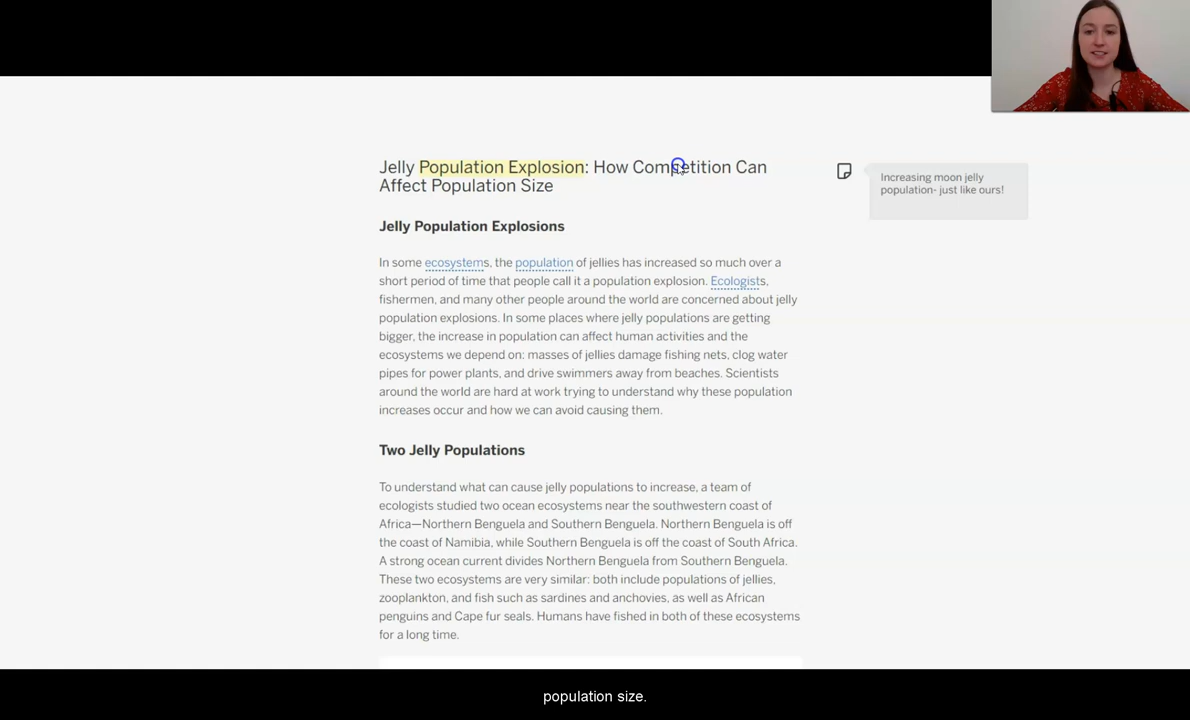 Jelly Population Explosion: How Competition Can
Affect Population Size
Increasing moon jelly
population- just like ours!
Jelly Population Explosions
In some ecosystems, the population of jellies has increased so much over a
short period of time that people call it a population explosion. Ecologists,
fishermen, and many other people around the world are concerned about jelly
population explosions. In some places where jelly populations are getting
bigger, the increase in population can affect human activities and the
ecosystems we depend on: masses of jellies damage fishing nets, clog water
pipes for power plants, and drive swimmers away from beaches. Scientists
around the world are hard at work trying to understand why these population
increases occur and how we can avoid causing them.
Two Jelly Populations
To understand what can cause jelly populations to increase, a team of
ecologists studied two ocean ecosystems near the southwestern coast of
Africa—Northern Benguela and Southern Benguela. Northern Benguela is off
the coast of Namibia, while Southern Benguela is off the coast of South Africa.
A strong ocean current divides Northern Benguela from Southern Benguela.
These two ecosystems are very similar: both include populations of jellies,
zooplankton, and fish such as sardines and anchovies, as well as African
penguins and Cape fur seals. Humans have fished in both of these ecosystems
for a long time.
population size.